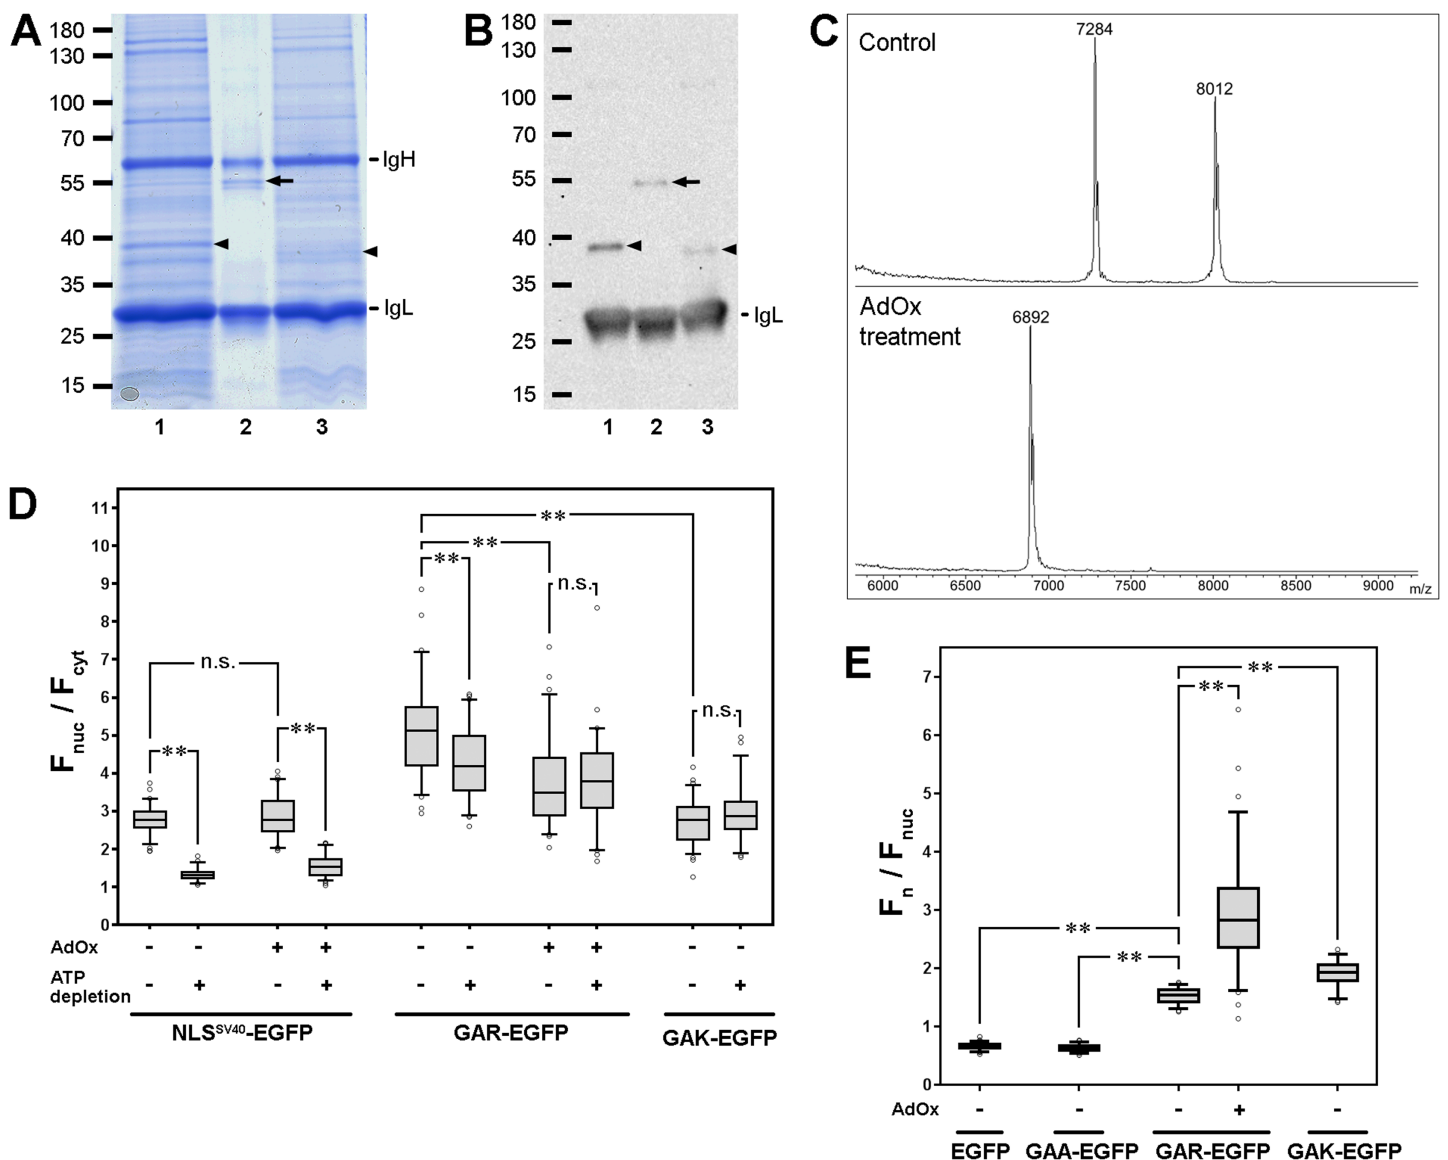 A
180
130
100
70
55
40
35
25
15
IgH
IgL
1 2 3
B
180
130
100
70
55
40
35
25
15
IgL
1 2 3
C
Control
7284
8012
AdOx
treatment
6892
6000 6500 7000 7500 8000 8500 9000 m/z
D
Fnuc / Fcyt
11
10
9
8
7
6
5
4
3
2
1
0
n.s.
**
**
**
**
**
n.s.
n.s.
AdOx - - + + - - + + - -
ATP
depletion - + - + - + - + - +
NLSSV40-EGFP GAR-EGFP GAK-EGFP
E
Fn / Fnuc
7
6
5
4
3
2
1
0
**
**
**
**
AdOx - - - + -
EGFP GAA-EGFP GAR-EGFP GAK-EGFP